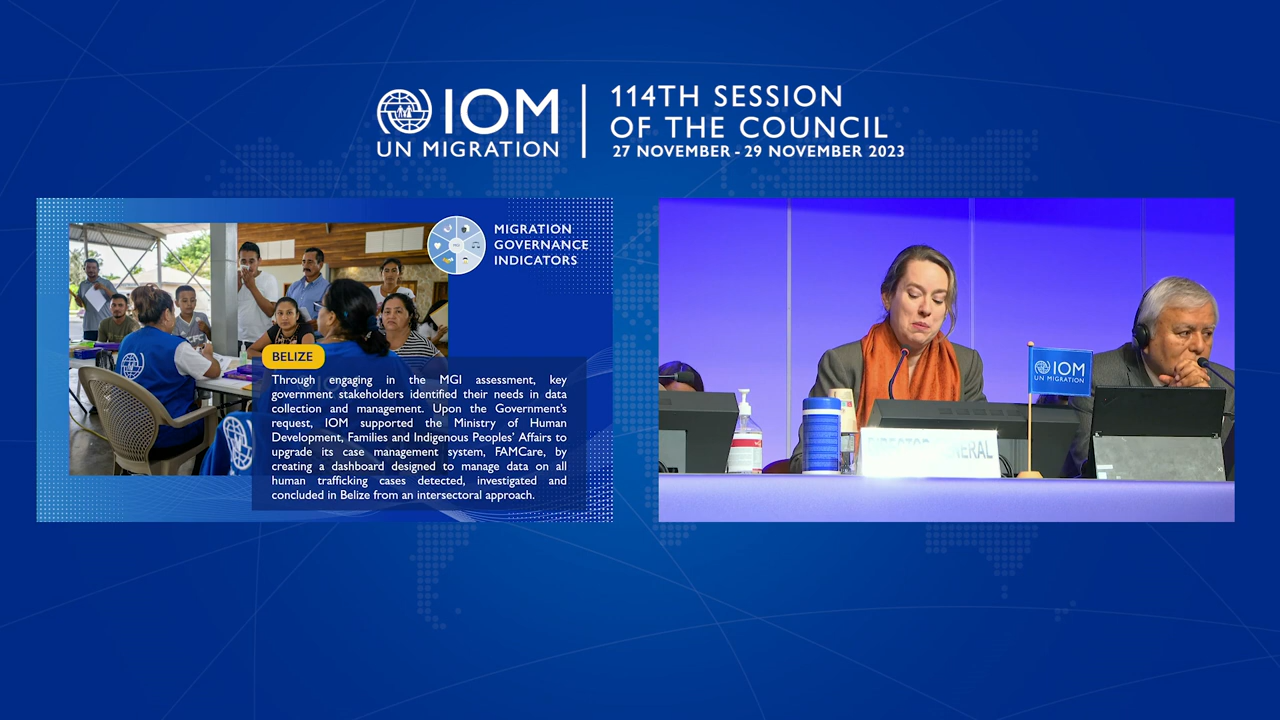 IOM
UN MIGRATION
114TH SESSION
OF THE COUNCIL
27 NOVEMBER - 29 NOVEMBER 2023
MIGRATION
GOVERNANCE
INDICATORS
BELIZE
Through engaging in the MGI assessment, key
government stakeholders identified their needs in data
collection and management. Upon the Government's
request, IOM supported the Ministry of Human
Development, Families and Indigenous Peoples' Affairs to
upgrade its case management system, FAMCare, by
creating a dashboard designed to manage data on all
human trafficking cases detected, investigated and
concluded in Belize from an intersectoral approach.
DIRECTOR GENERAL
IOM
UN MIGRATION